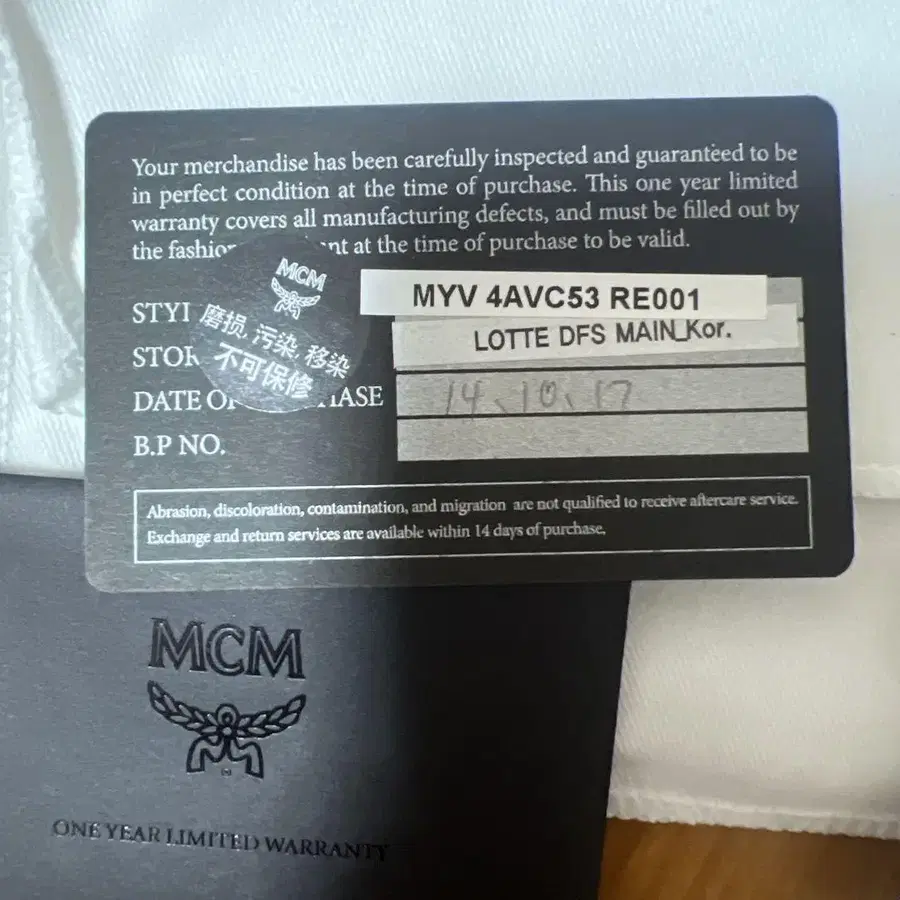 Your merchandise has been carefully inspected and guaranteed to be
in perfect condition at the time of purchase. This one year limited
warranty covers all manufacturing defects, and must be filled out by
the fashion nt at the time of purchase to be valid.
MCM
磨损, 污染, 移染
不可保修
STYL MYV 4AVC53 RE001
STOR LOTTE DFS MAIN_Kor.
DATE OF HASE 14.10.17
B.P NO.
Abrasion, discoloration, contamination, and migration are not qualified to receive aftercare service.
Exchange and return services are available within 14 days of purchase.
MCM
ONE YEAR LIMITED WARRANTY